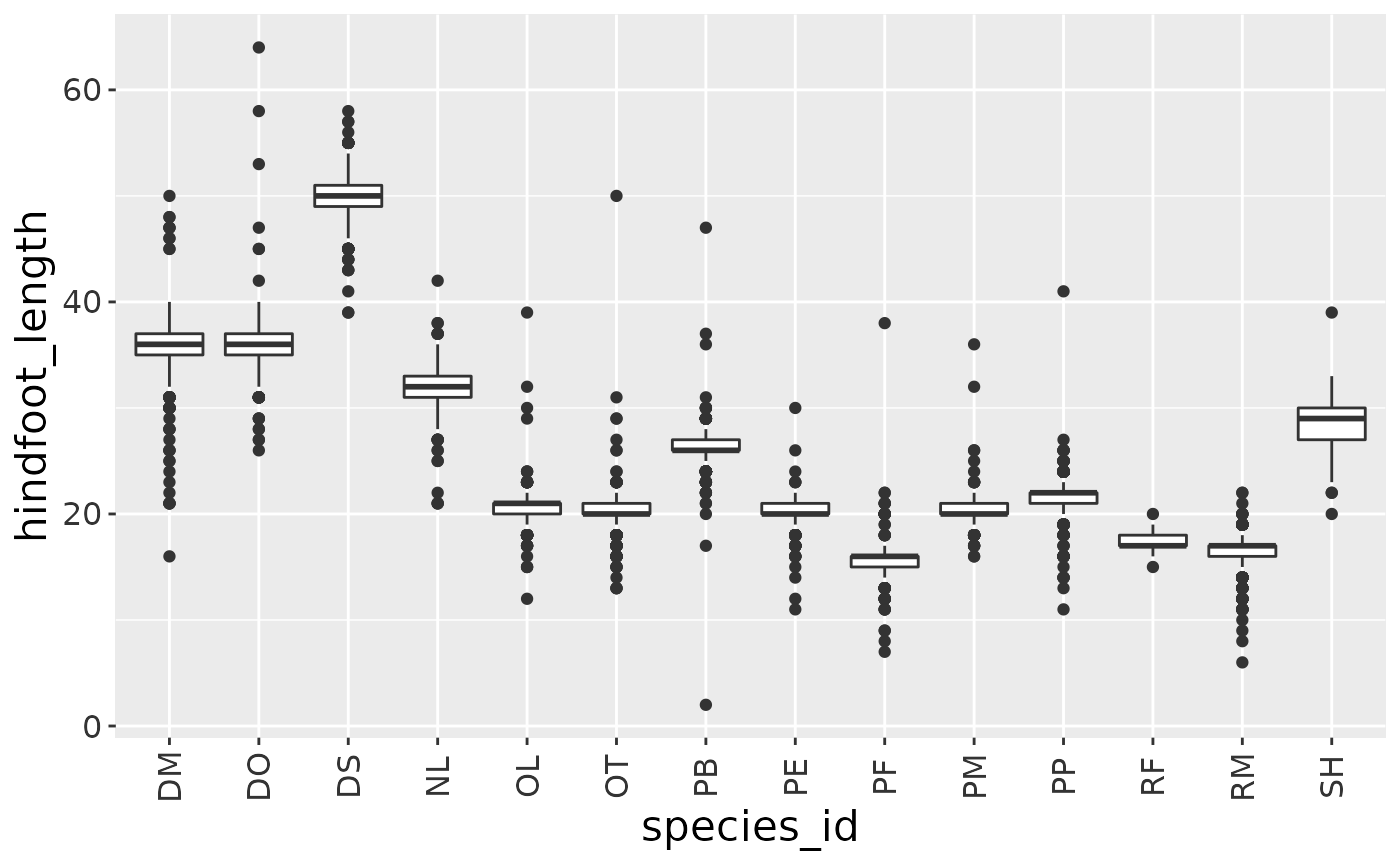 hindfoot_length
60
40
20
0
DM DO DS NL OL OT PB PE PF PM PP RF RM SH
species_id